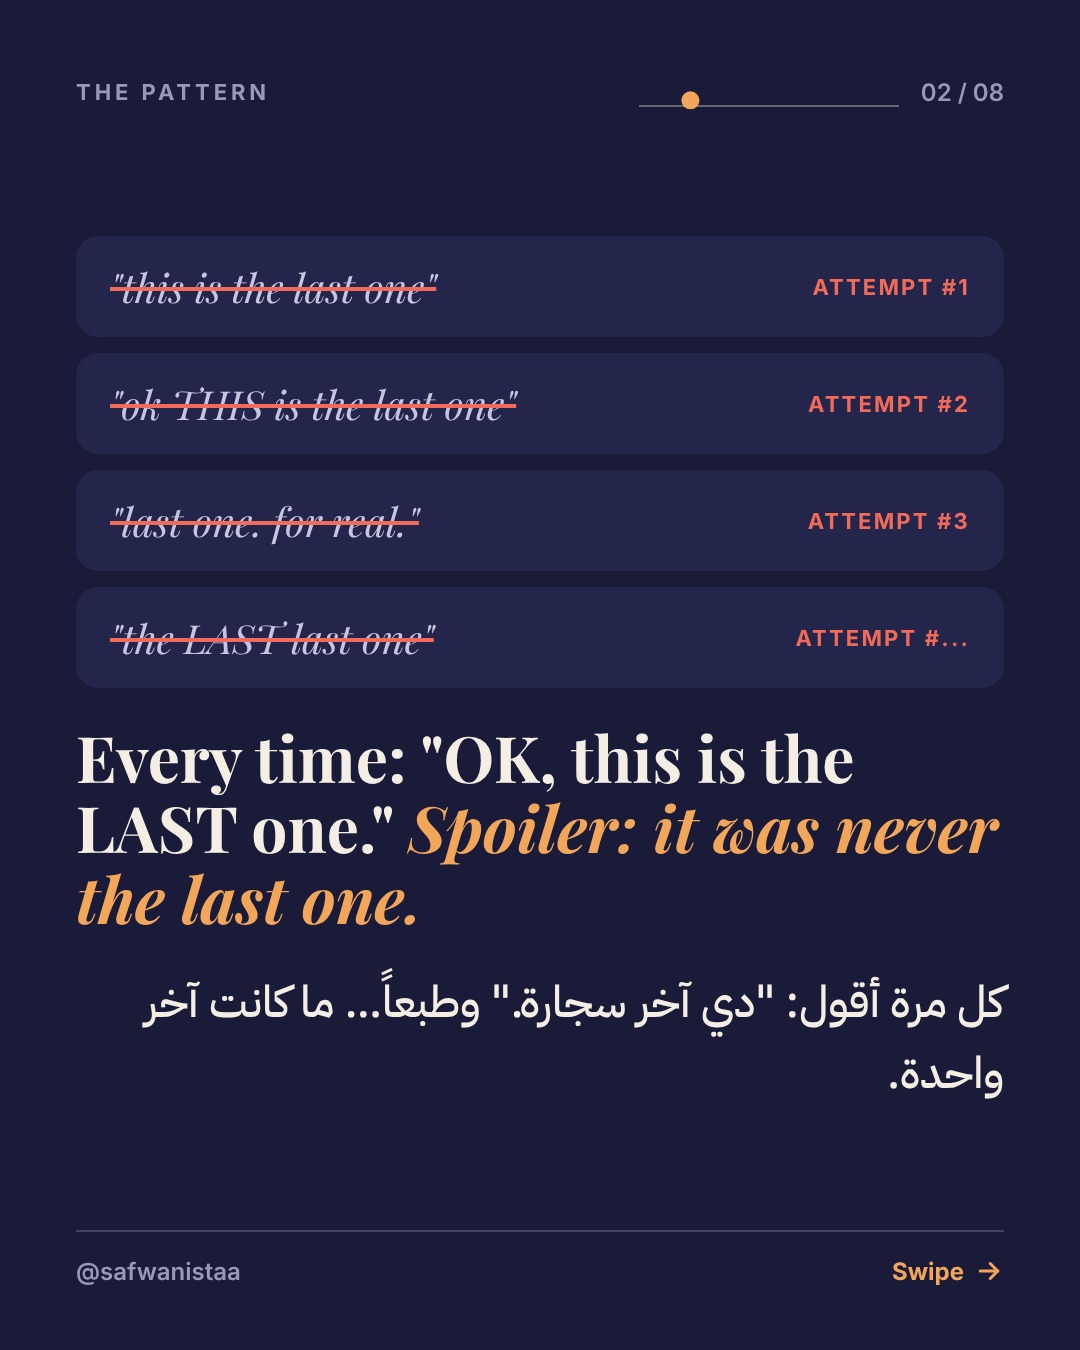 THE PATTERN
02 / 08
"this is the last one"
ATTEMPT #1
"ok THIS is the last one"
ATTEMPT #2
"last one. for real."
ATTEMPT #3
"the LAST last one"
ATTEMPT #...
Every time: "OK, this is the
LAST one." Spoiler: it was never
the last one.
كل مرة أقول: "دي آخر سجارة." وطبعاً... ما كانت آخر
واحدة.
@safwanistaa
Swipe →